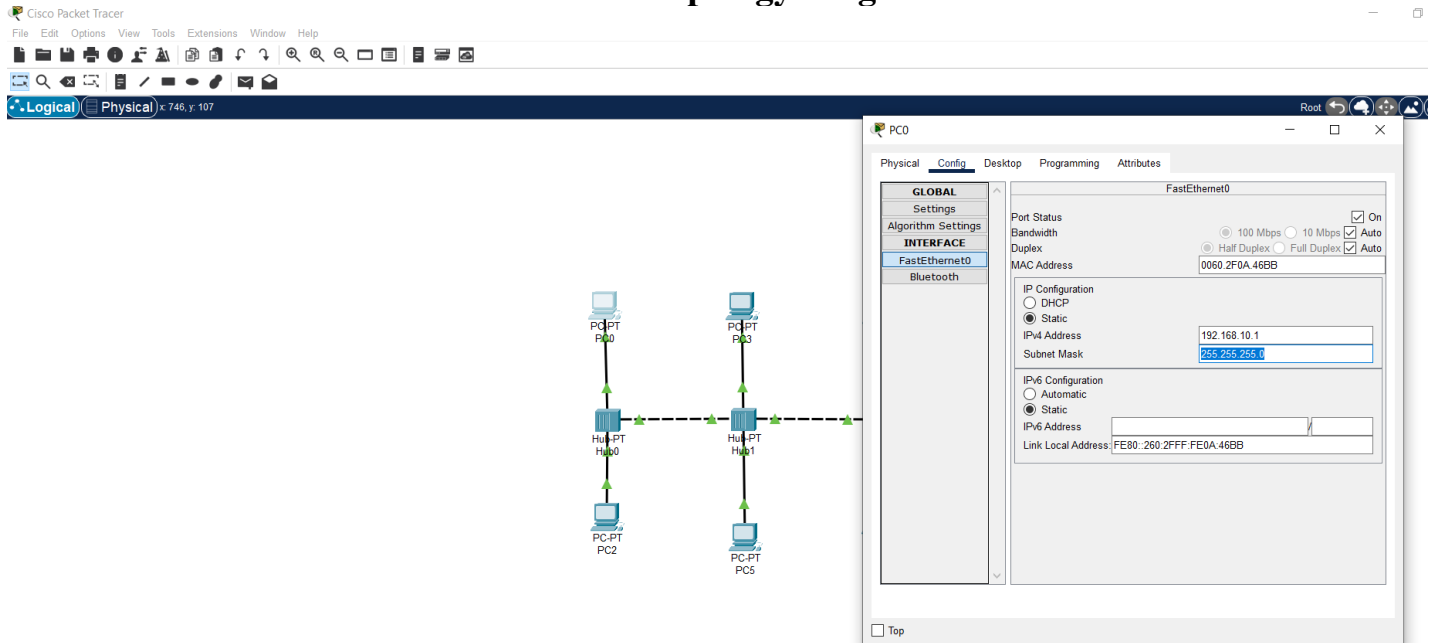 Cisco Packet Tracer
File Edit Options View Tools Extensions Window Help
Logical Physical x: 746, y: 107
Root
PC-PT
PC0
PC-PT
PC3
Hub-PT
Hub0
Hub-PT
Hub1
PC-PT
PC2
PC-PT
PC5
PC0
Physical Config Desktop Programming Attributes
GLOBAL
Settings
Algorithm Settings
INTERFACE
FastEthernet0
Bluetooth
FastEthernet0
Port Status On
Bandwidth 100 Mbps 10 Mbps Auto
Duplex Half Duplex Full Duplex Auto
MAC Address 0060.2F0A.46BB
IP Configuration
DHCP
Static
IPv4 Address 192.168.10.1
Subnet Mask 255.255.255.0
IPv6 Configuration
Automatic
Static
IPv6 Address /
Link Local Address: FE80::260:2FFF:FE0A:46BB
Top